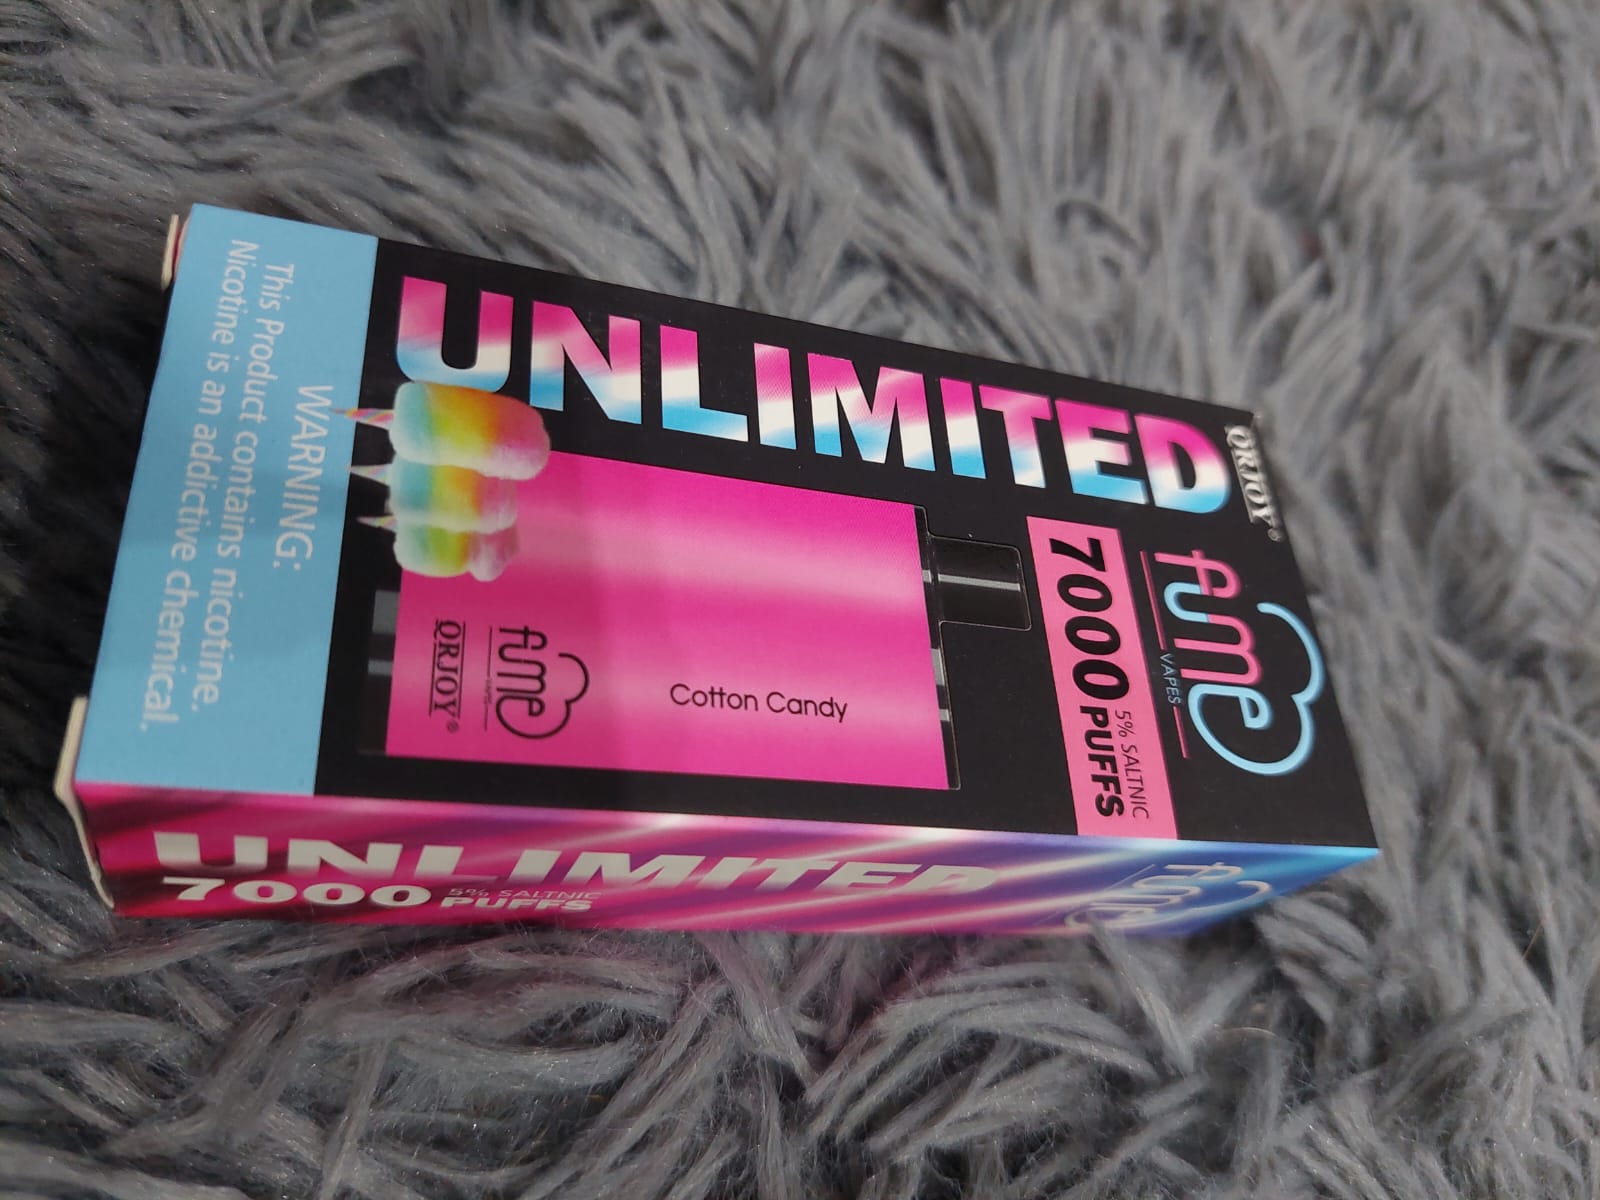 QRJOY®
fume
VAPES
UNLIMITED
5% SALTNIC
7000 PUFFS
Cotton Candy
fume
VAPES
QRJOY®
WARNING:
This Product contains nicotine.
Nicotine is an addictive chemical.
fume
UNLIMITED
5% SALTNIC
7000 PUFFS